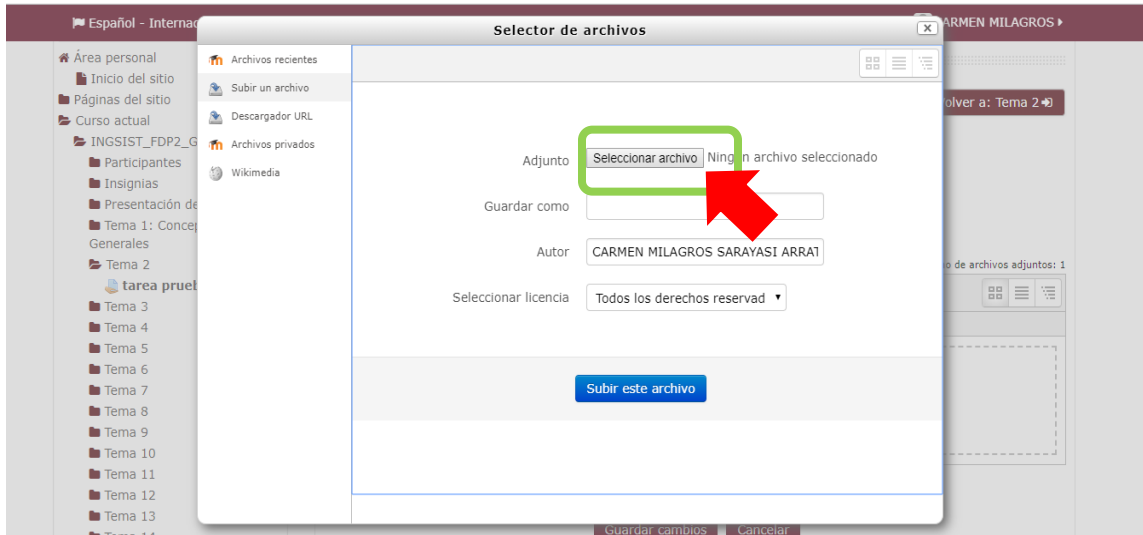 Español - Internac
CARMEN MILAGROS
Selector de archivos
Área personal
Inicio del sitio
Páginas del sitio
Curso actual
INGSIST_FDP2_G
Participantes
Insignias
Presentación de
Tema 1: Concep
Generales
Tema 2
tarea prueb
Tema 3
Tema 4
Tema 5
Tema 6
Tema 7
Tema 8
Tema 9
Tema 10
Tema 11
Tema 12
Tema 13
Tema 14
Archivos recientes
Subir un archivo
Descargador URL
Archivos privados
Wikimedia
Adjunto Seleccionar archivo Ningún archivo seleccionado
Guardar como
Autor CARMEN MILAGROS SARAYASI ARRAT
Seleccionar licencia Todos los derechos reservad
Subir este archivo
olver a: Tema 2
o de archivos adjuntos: 1
Guardar cambios Cancelar